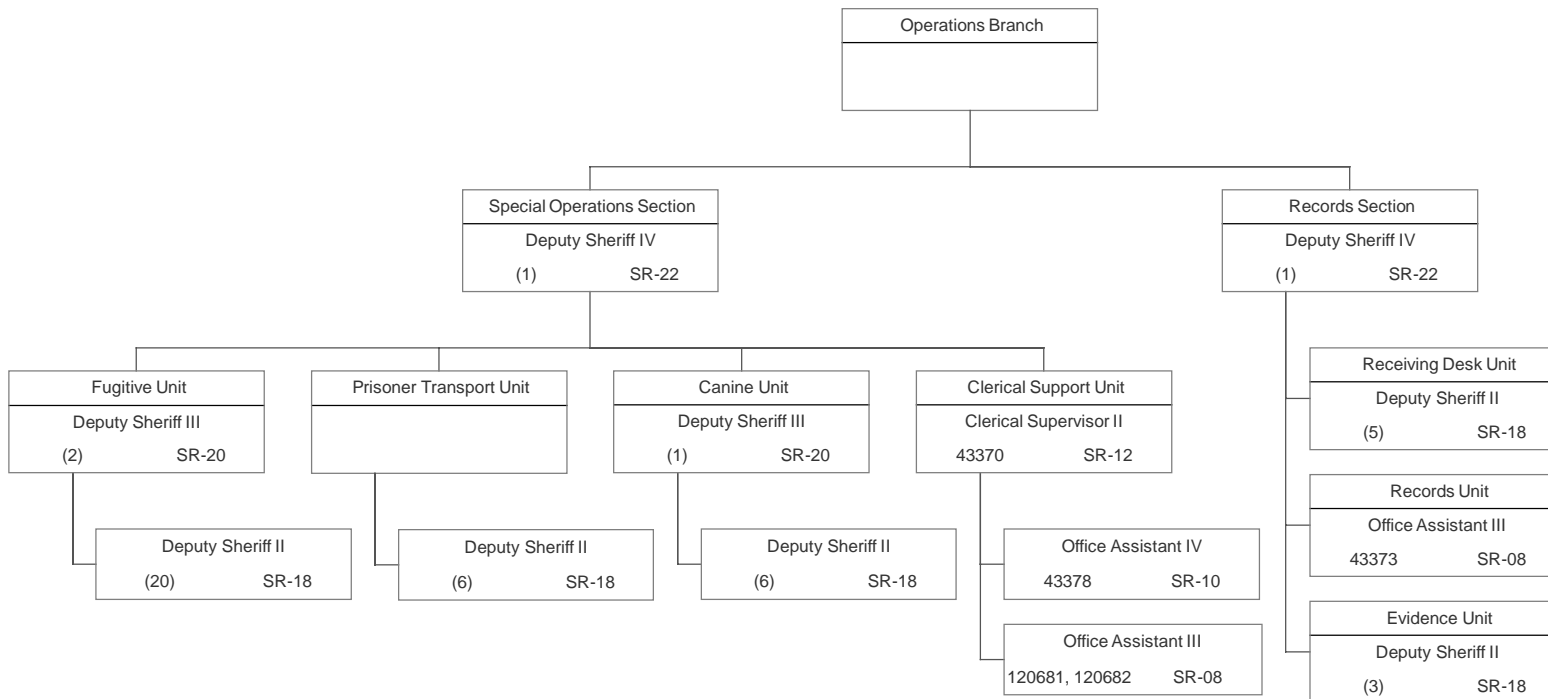 Operations Branch
Special Operations Section
Deputy Sheriff IV
(1) SR-22
Records Section
Deputy Sheriff IV
(1) SR-22
Fugitive Unit
Deputy Sheriff III
(2) SR-20
Deputy Sheriff II
(20) SR-18
Prisoner Transport Unit
Deputy Sheriff II
(6) SR-18
Canine Unit
Deputy Sheriff III
(1) SR-20
Deputy Sheriff II
(6) SR-18
Clerical Support Unit
Clerical Supervisor II
43370 SR-12
Office Assistant IV
43378 SR-10
Office Assistant III
120681, 120682 SR-08
Receiving Desk Unit
Deputy Sheriff II
(5) SR-18
Records Unit
Office Assistant III
43373 SR-08
Evidence Unit
Deputy Sheriff II
(3) SR-18